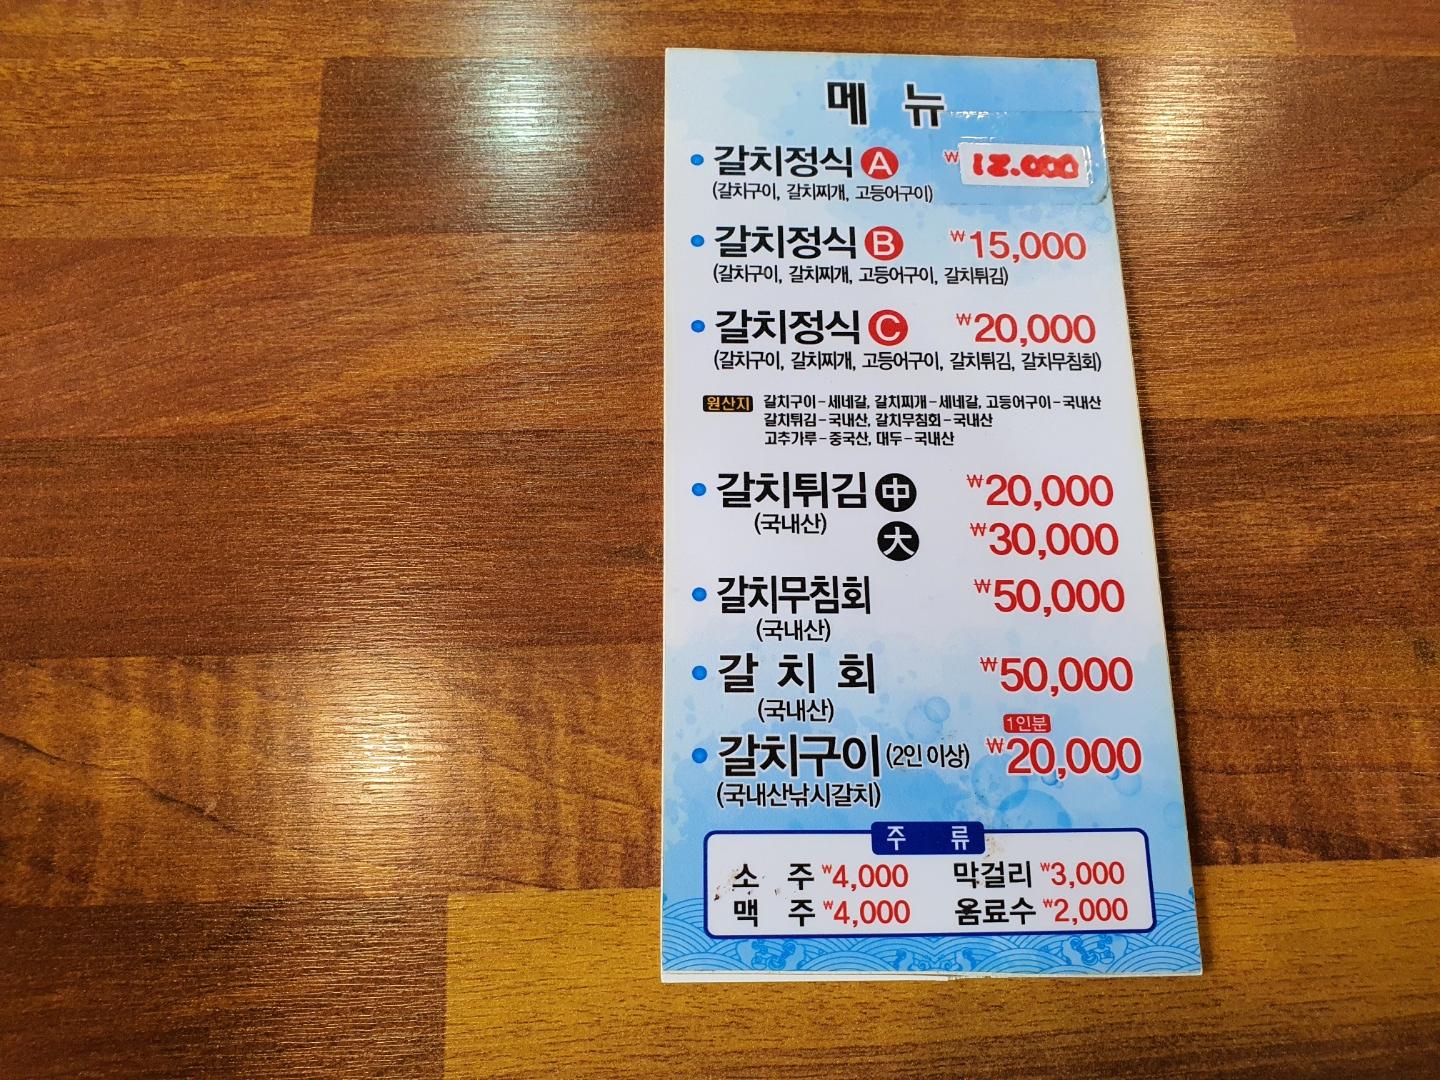 메 뉴
갈치정식 A ₩12.000
(갈치구이, 갈치찌개, 고등어구이)
갈치정식 B ₩15,000
(갈치구이, 갈치찌개, 고등어구이, 갈치튀김)
갈치정식 C ₩20,000
(갈치구이, 갈치찌개, 고등어구이, 갈치튀김, 갈치무침회)
원산지 갈치구이-세네갈, 갈치찌개-세네갈, 고등어구이-국내산
갈치튀김-국내산, 갈치무침회-국내산
고추가루-중국산, 대두-국내산
갈치튀김 中 ₩20,000
(국내산)
大 ₩30,000
갈치무침회 ₩50,000
(국내산)
갈 치 회 ₩50,000
(국내산)
1인분
갈치구이 (2인 이상) ₩20,000
(국내산낚시갈치)
주 류
소 주 ₩4,000 막걸리 ₩3,000
맥 주 ₩4,000 옴료수 ₩2,000